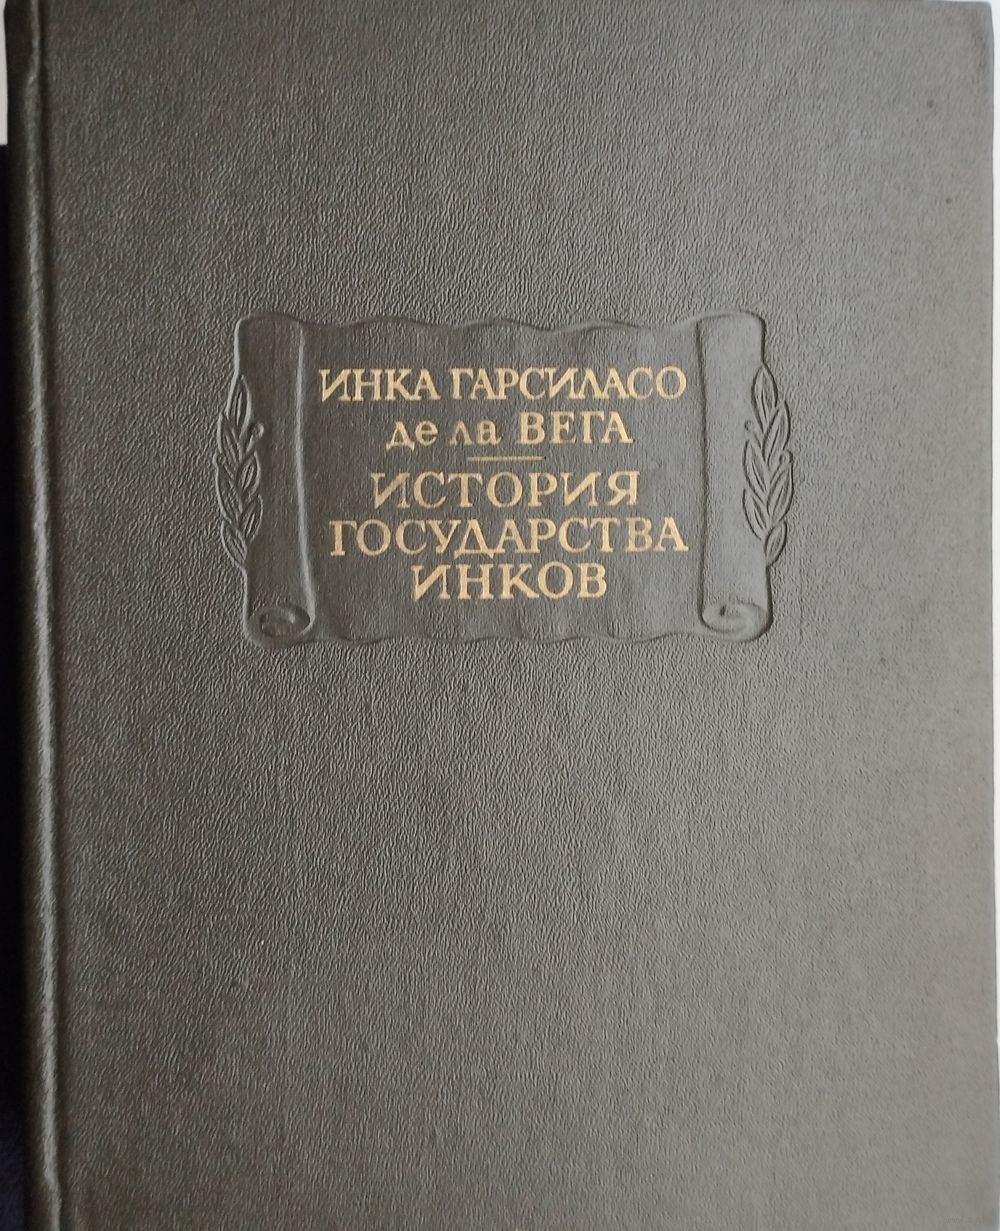 ИНКА ГАРСИЛАСО
де ла ВЕГА
ИСТОРИЯ
ГОСУДАРСТВА
ИНКОВ